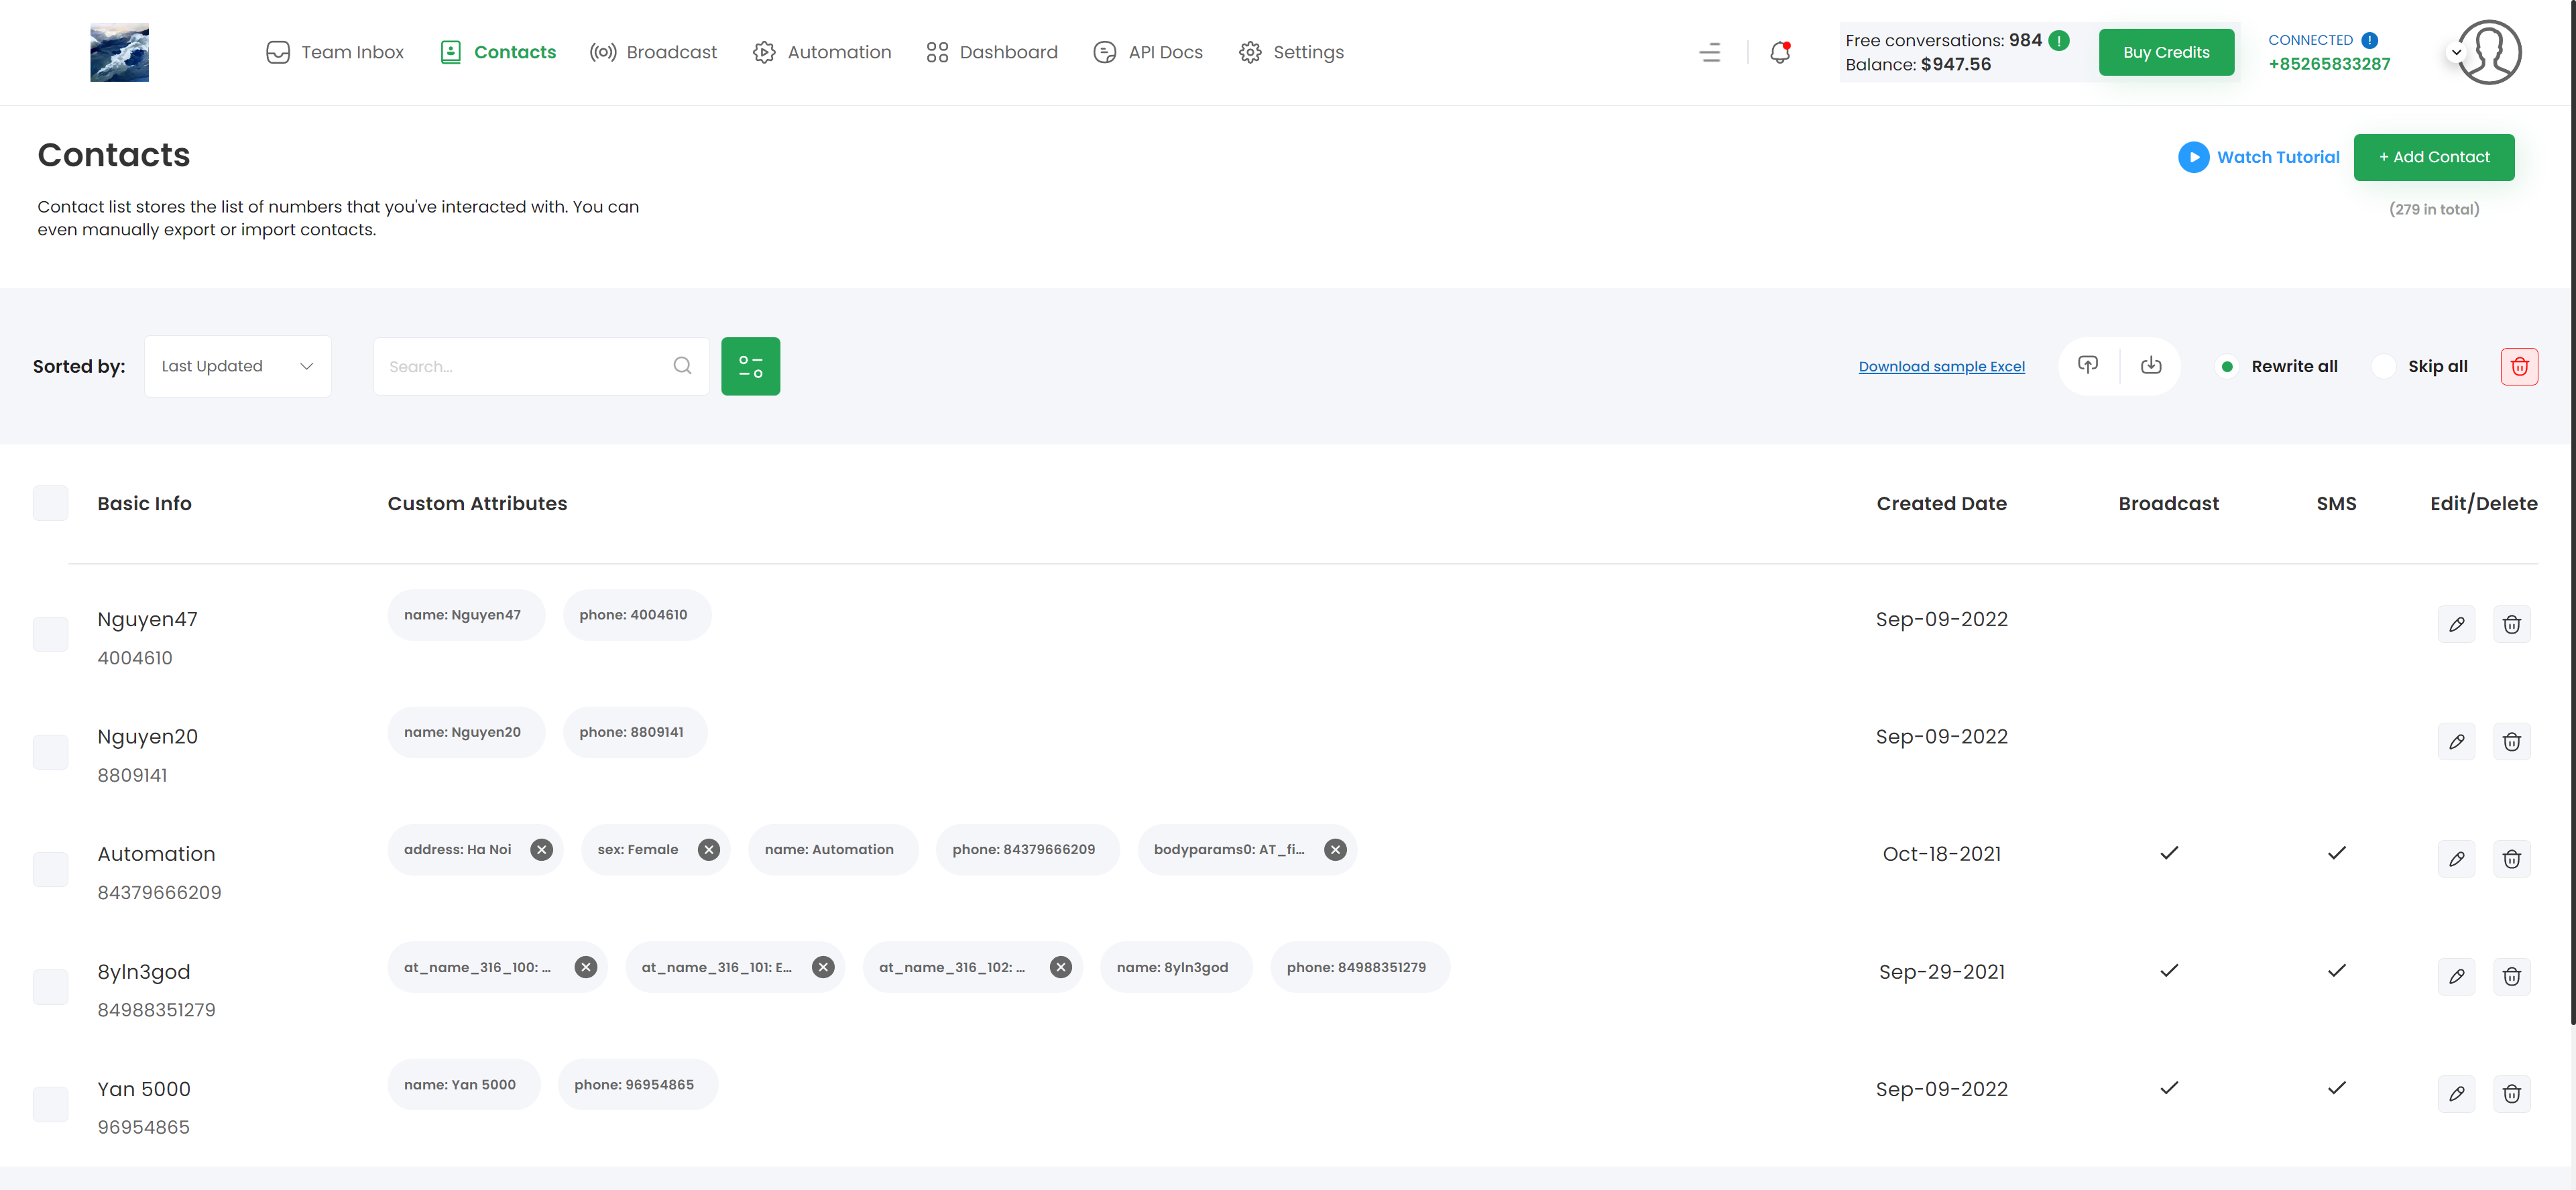 Team Inbox
Contacts
Broadcast
Automation
Dashboard
API Docs
Settings
Free conversations: 984
Balance: $947.56
Buy Credits
CONNECTED
+85265833287
Contacts
Watch Tutorial
+ Add Contact
Contact list stores the list of numbers that you've interacted with. You can
even manually export or import contacts.
(279 in total)
Sorted by:
Last Updated
Search...
Download sample Excel
Rewrite all
Skip all
Basic Info
Custom Attributes
Created Date
Broadcast
SMS
Edit/Delete
Nguyen47
4004610
name: Nguyen47
phone: 4004610
Sep-09-2022
Nguyen20
8809141
name: Nguyen20
phone: 8809141
Sep-09-2022
Automation
84379666209
address: Ha Noi
sex: Female
name: Automation
phone: 84379666209
bodyparams0: AT_fi...
Oct-18-2021
8yln3god
84988351279
at_name_316_100: ...
at_name_316_101: E...
at_name_316_102: ...
name: 8yln3god
phone: 84988351279
Sep-29-2021
Yan 5000
96954865
name: Yan 5000
phone: 96954865
Sep-09-2022